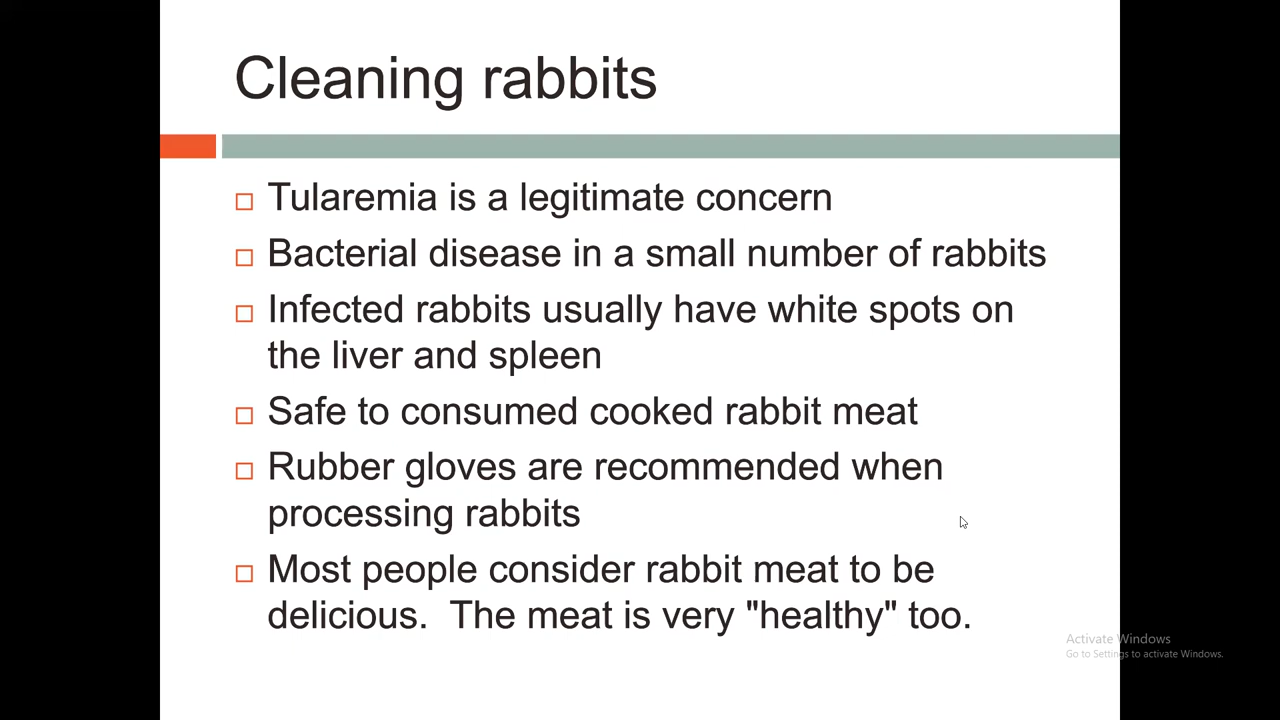 Cleaning rabbits
Tularemia is a legitimate concern
Bacterial disease in a small number of rabbits
Infected rabbits usually have white spots on
the liver and spleen
Safe to consumed cooked rabbit meat
Rubber gloves are recommended when
processing rabbits
Most people consider rabbit meat to be
delicious.  The meat is very "healthy" too.
Activate Windows
Go to Settings to activate Windows.